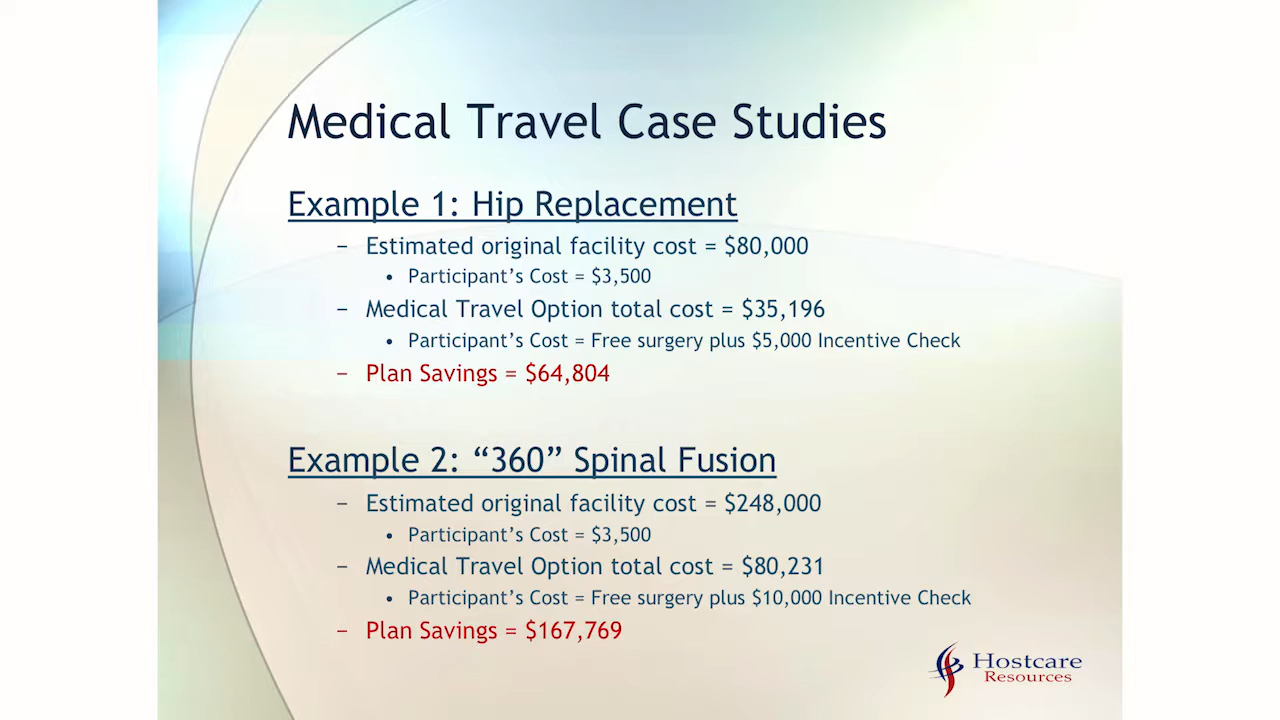 Medical Travel Case Studies
Example 1: Hip Replacement
– Estimated original facility cost = $80,000
• Participant’s Cost = $3,500
– Medical Travel Option total cost = $35,196
• Participant’s Cost = Free surgery plus $5,000 Incentive Check
– Plan Savings = $64,804
Example 2: “360” Spinal Fusion
– Estimated original facility cost = $248,000
• Participant’s Cost = $3,500
– Medical Travel Option total cost = $80,231
• Participant’s Cost = Free surgery plus $10,000 Incentive Check
– Plan Savings = $167,769
Hostcare
Resources